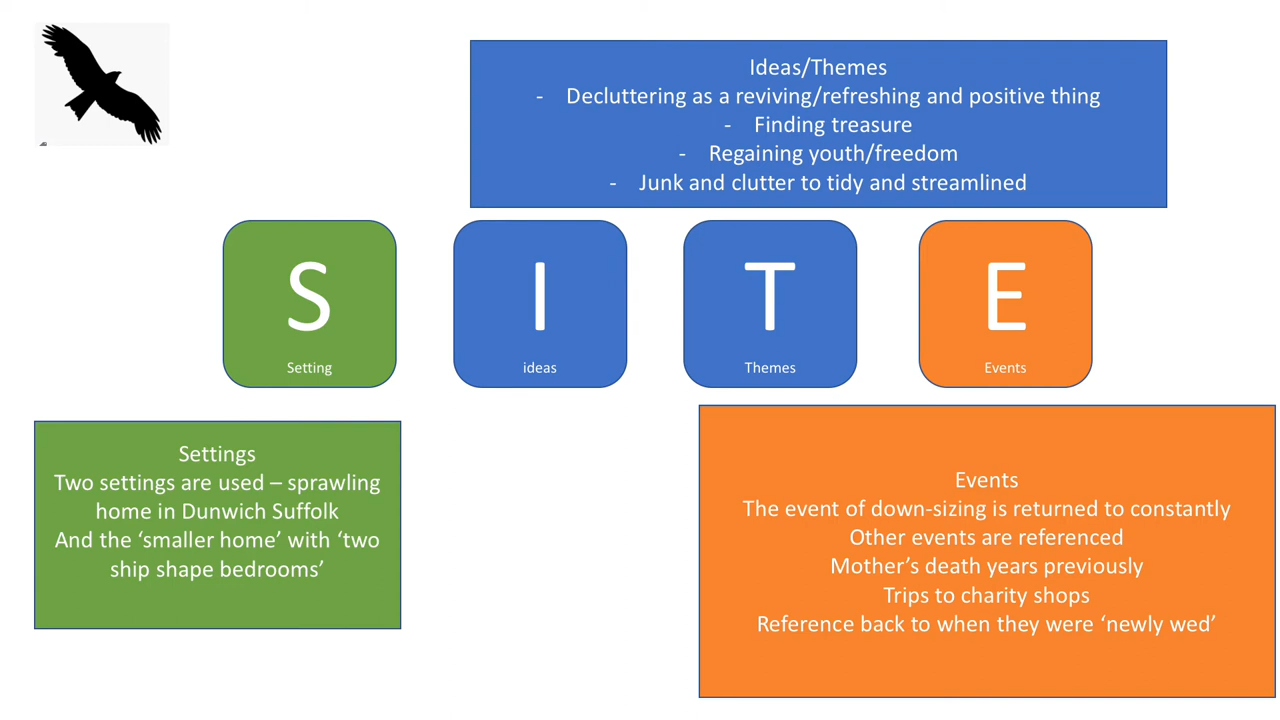 Ideas/Themes
- Decluttering as a reviving/refreshing and positive thing
- Finding treasure
- Regaining youth/freedom
- Junk and clutter to tidy and streamlined
S
Setting
I
ideas
T
Themes
E
Events
Settings
Two settings are used – sprawling
home in Dunwich Suffolk
And the ‘smaller home’ with ‘two
ship shape bedrooms’
Events
The event of down-sizing is returned to constantly
Other events are referenced
Mother’s death years previously
Trips to charity shops
Reference back to when they were ‘newly wed’